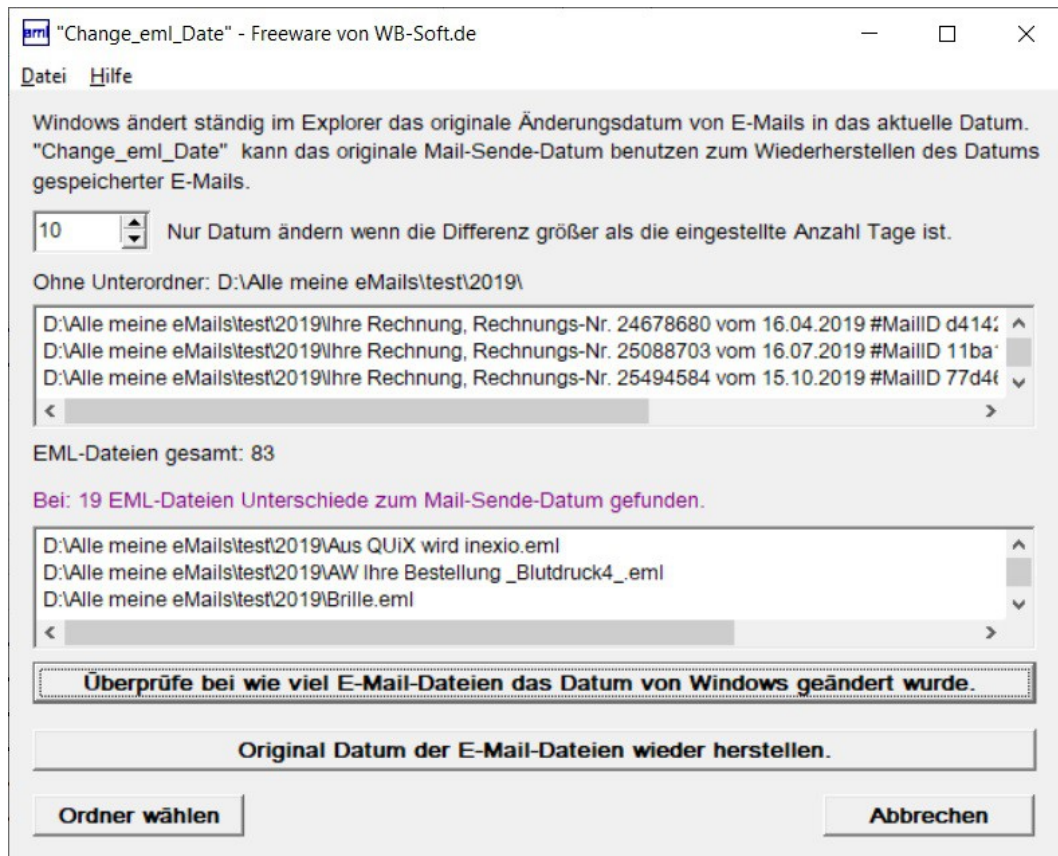 eml "Change_eml_Date" - Freeware von WB-Soft.de
Datei Hilfe
Windows ändert ständig im Explorer das originale Änderungsdatum von E-Mails in das aktuelle Datum.
"Change_eml_Date" kann das originale Mail-Sende-Datum benutzen zum Wiederherstellen des Datums
gespeicherter E-Mails.
10 Nur Datum ändern wenn die Differenz größer als die eingestellte Anzahl Tage ist.
Ohne Unterordner: D:\Alle meine eMails\test\2019\
D:\Alle meine eMails\test\2019\Ihre Rechnung, Rechnungs-Nr. 24678680 vom 16.04.2019 #MailID d4142
D:\Alle meine eMails\test\2019\Ihre Rechnung, Rechnungs-Nr. 25088703 vom 16.07.2019 #MailID 11ba
D:\Alle meine eMails\test\2019\Ihre Rechnung, Rechnungs-Nr. 25494584 vom 15.10.2019 #MailID 77d46
EML-Dateien gesamt: 83
Bei: 19 EML-Dateien Unterschiede zum Mail-Sende-Datum gefunden.
D:\Alle meine eMails\test\2019\Aus QUiX wird inexio.eml
D:\Alle meine eMails\test\2019\AW Ihre Bestellung _Blutdruck4_.eml
D:\Alle meine eMails\test\2019\Brille.eml
Überprüfe bei wie viel E-Mail-Dateien das Datum von Windows geändert wurde.
Original Datum der E-Mail-Dateien wieder herstellen.
Ordner wählen Abbrechen